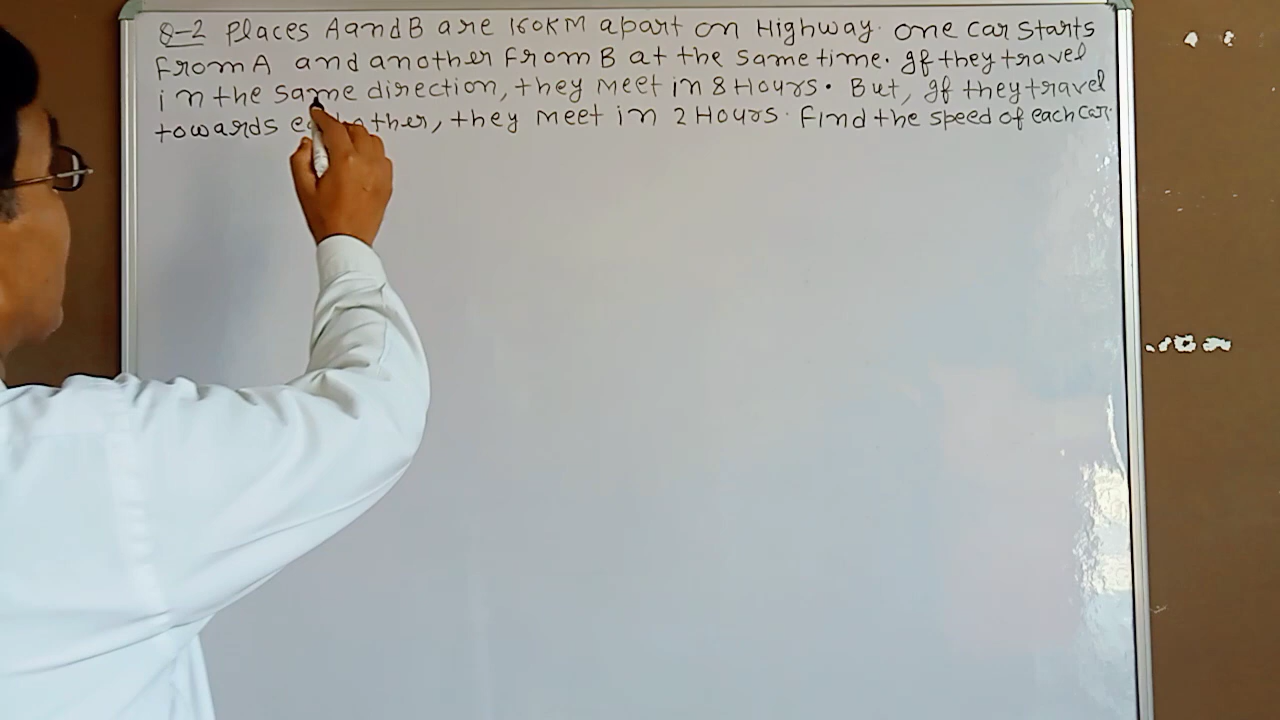 Q-2 Places A and B are 160KM apart on Highway. one car starts
From A and another From B at the same time. If they travel
in the same direction, they meet in 8 Hours. But, If they travel
towards each other, they meet in 2 Hours. Find the speed of each car.